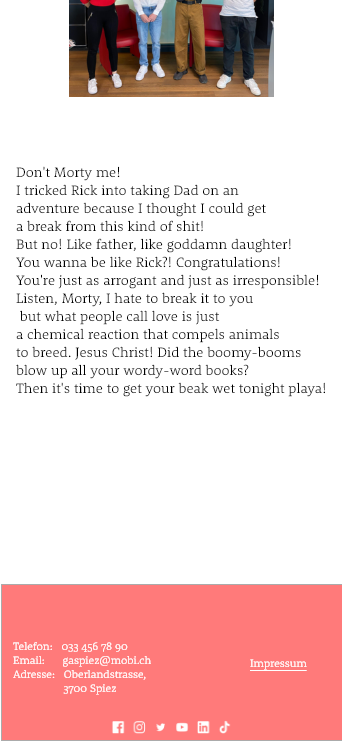 Don't Morty me!
I tricked Rick into taking Dad on an
adventure because I thought I could get
a break from this kind of shit!
But no! Like father, like goddamn daughter!
You wanna be like Rick?! Congratulations!
You're just as arrogant and just as irresponsible!
Listen, Morty, I hate to break it to you
but what people call love is just
a chemical reaction that compels animals
to breed. Jesus Christ! Did the boomy-booms
blow up all your wordy-word books?
Then it's time to get your beak wet tonight playa!
Telefon: 033 456 78 90
Email: gaspiez@mobi.ch
Adresse: Oberlandstrasse,
3700 Spiez
Impressum